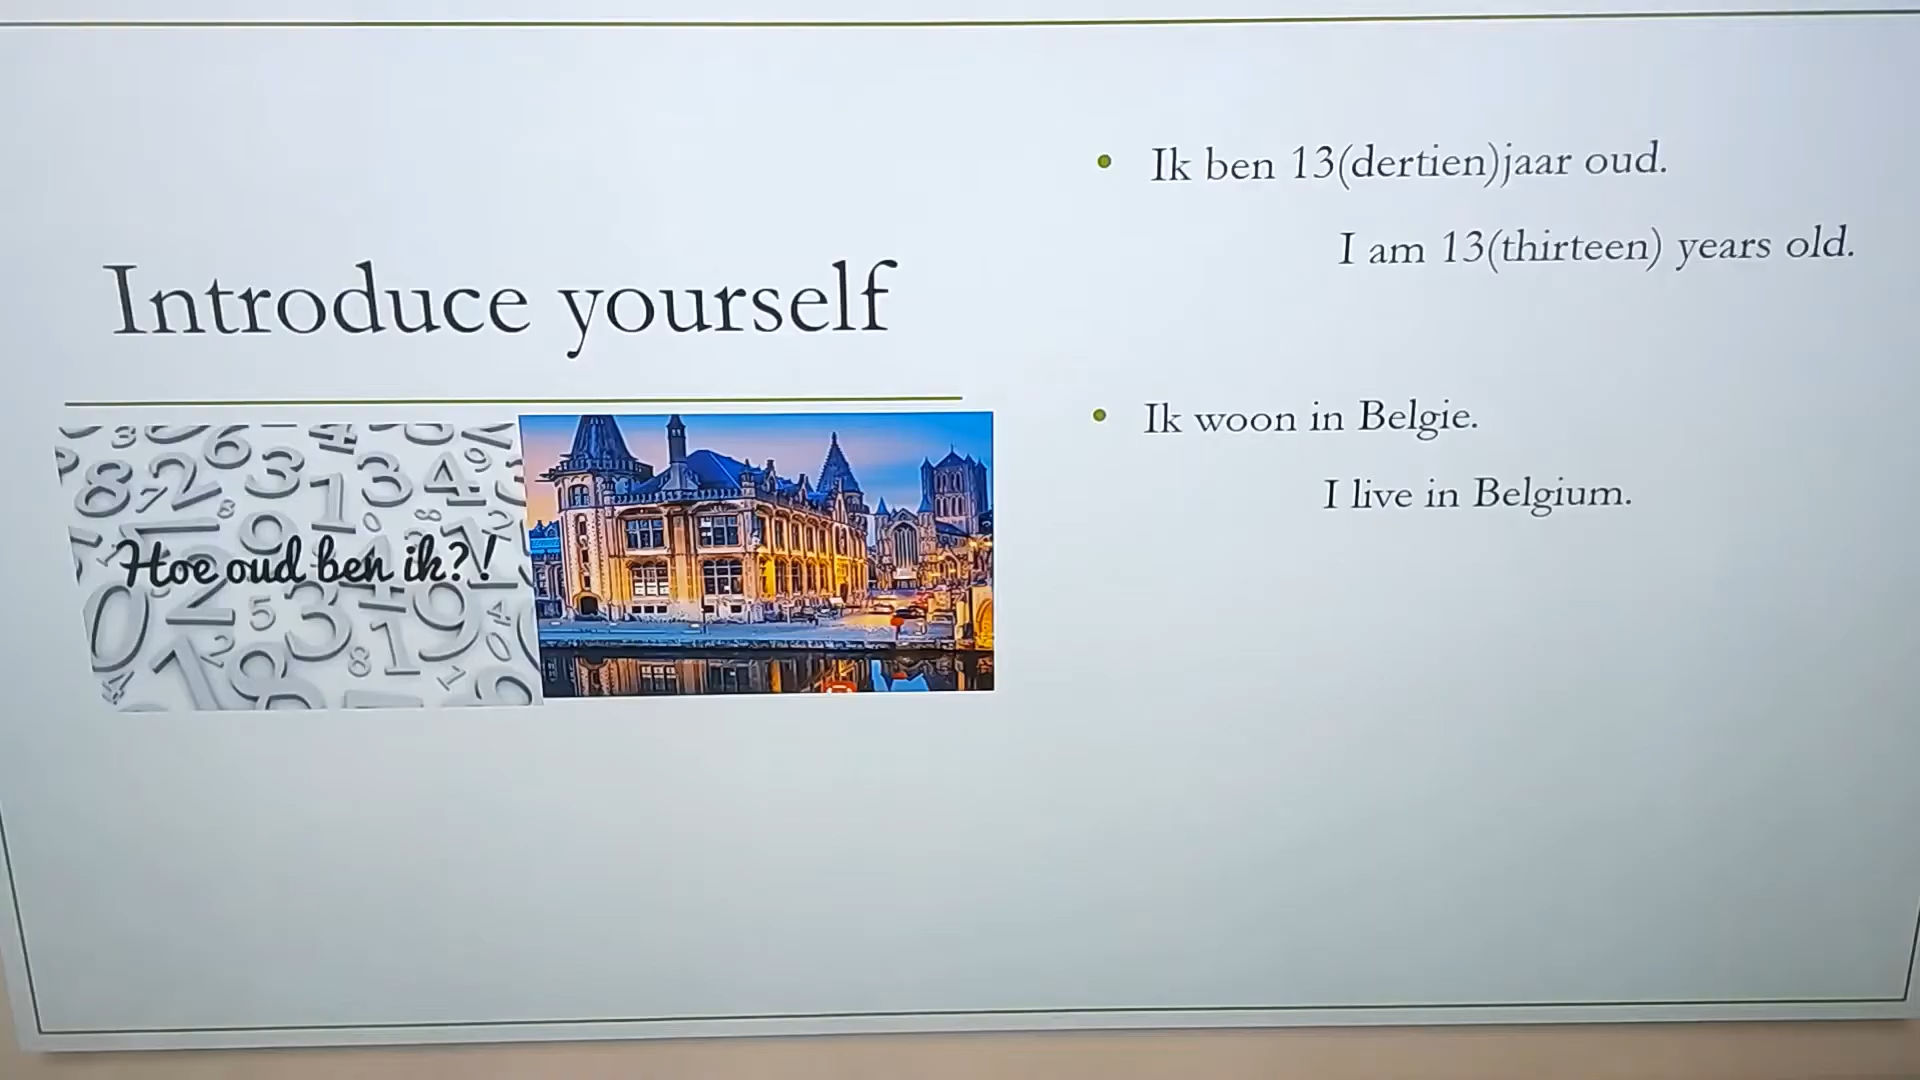 Introduce yourself
Hoe oud ben ik?!
Ik ben 13(dertien)jaar oud.
I am 13(thirteen) years old.
Ik woon in Belgie.
I live in Belgium.